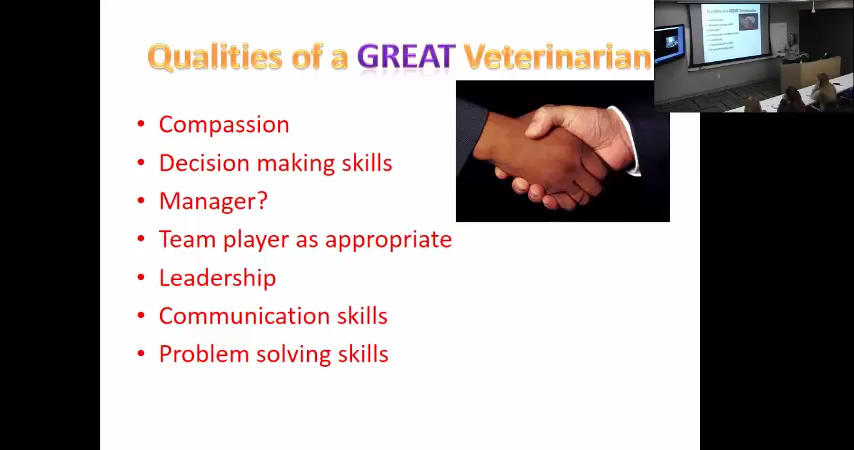 Qualities of a GREAT Veterinarian
• Compassion
• Decision making skills
• Manager?
• Team player as appropriate
• Leadership
• Communication skills
• Problem solving skills